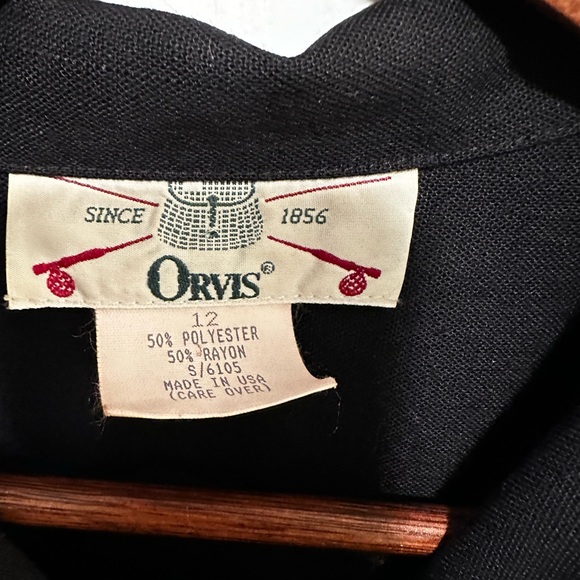 SINCE 1856
ORVIS®
12
50% POLYESTER
50% RAYON
S/6105
MADE IN USA
(CARE OVER)